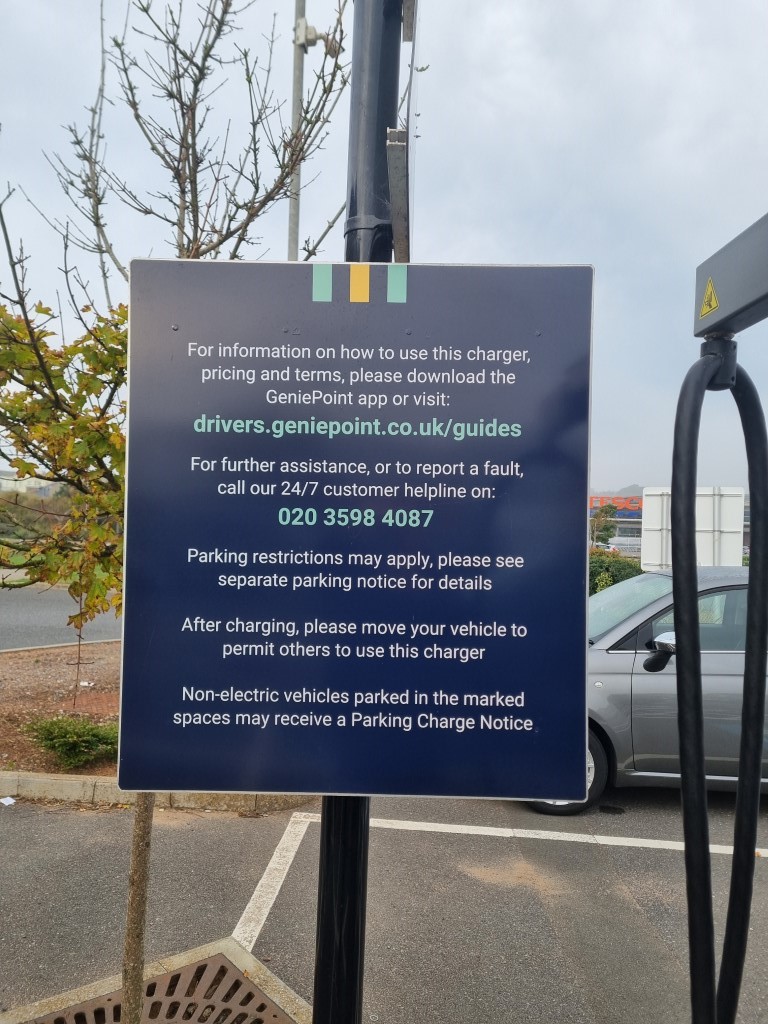 For information on how to use this charger,
pricing and terms, please download the
GeniePoint app or visit:
drivers.geniepoint.co.uk/guides
For further assistance, or to report a fault,
call our 24/7 customer helpline on:
020 3598 4087
Parking restrictions may apply, please see
separate parking notice for details
After charging, please move your vehicle to
permit others to use this charger
Non-electric vehicles parked in the marked
spaces may receive a Parking Charge Notice